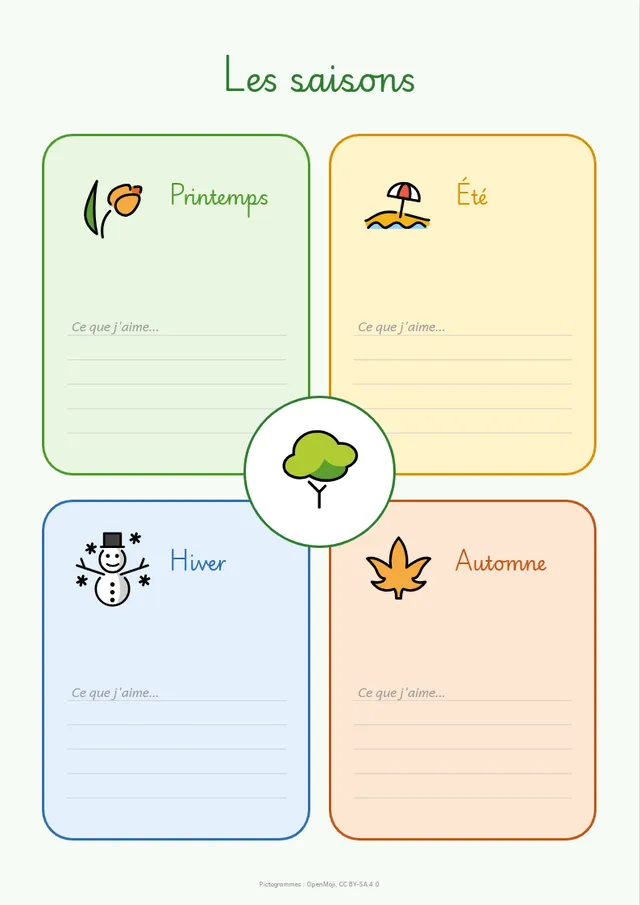 Les saisons
Printemps
Ce que j'aime...
Été
Ce que j'aime...
Hiver
Ce que j'aime...
Automne
Ce que j'aime...
Pictogrammes : OpenMoji, CC BY-SA 4.0